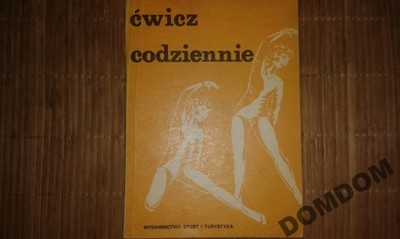 ćwicz
codziennie
WYDAWNICTWO SPORT I TURYSTYKA
DOMDOM